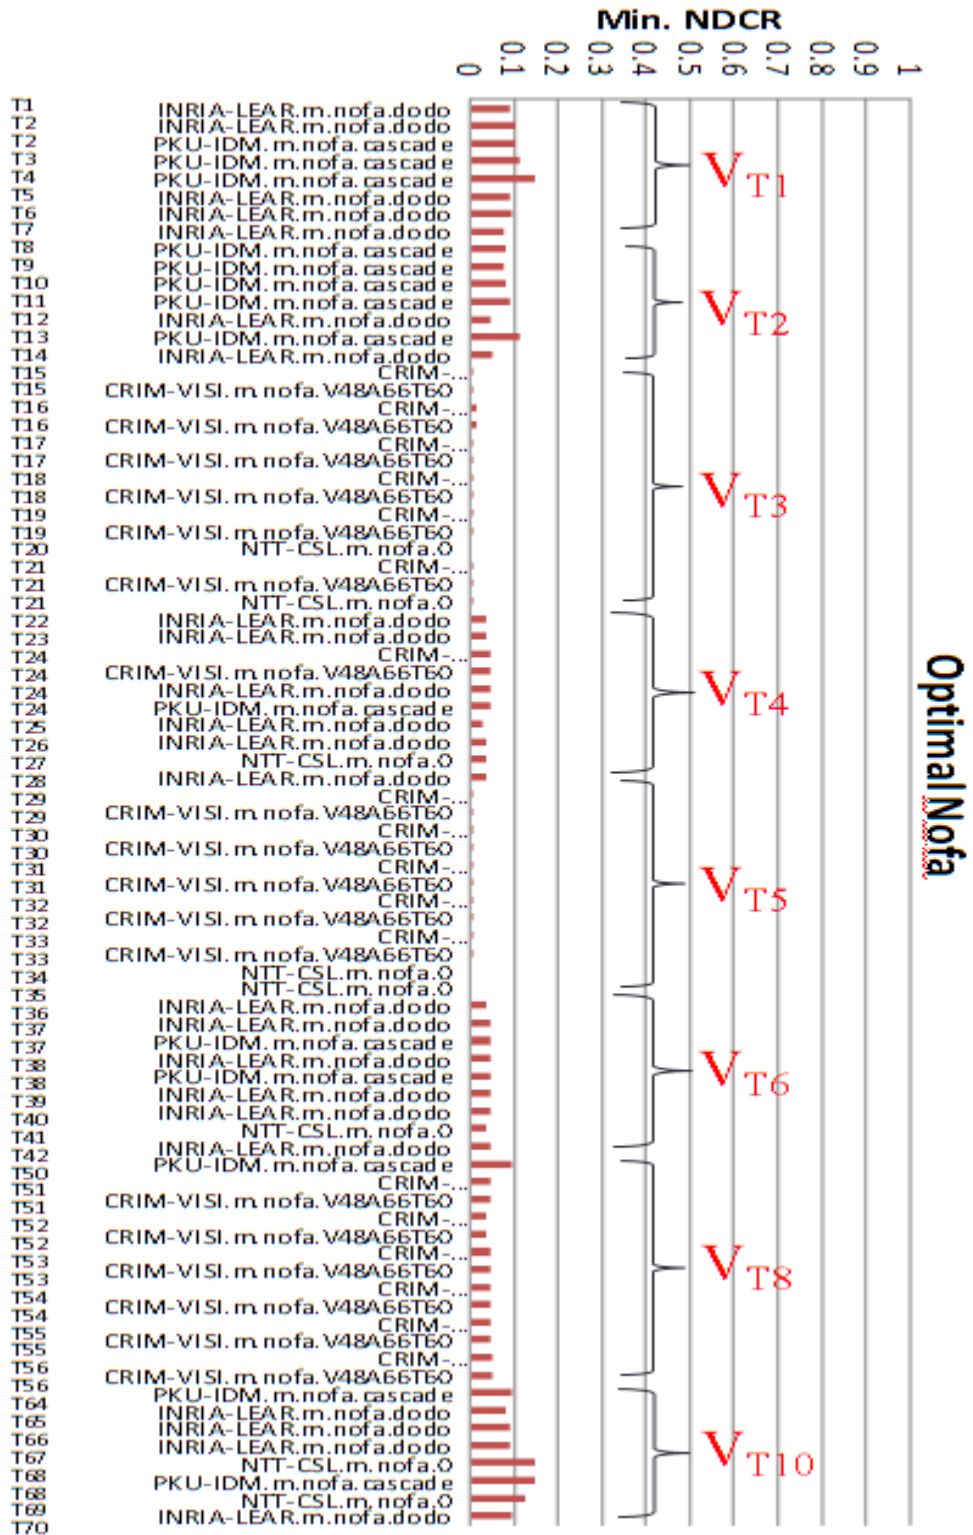 Min. NDCR
0 0.1 0.2 0.3 0.4 0.5 0.6 0.7 0.8 0.9 1
Optimal Nofa
T1 INRIA-LEAR.m.nofa.dodo
T2 INRIA-LEAR.m.nofa.dodo
T2 PKU-IDM.m.nofa.cascade
T3 PKU-IDM.m.nofa.cascade
T4 PKU-IDM.m.nofa.cascade
T5 INRIA-LEAR.m.nofa.dodo
T6 INRIA-LEAR.m.nofa.dodo
T7 INRIA-LEAR.m.nofa.dodo
T8 PKU-IDM.m.nofa.cascade
T9 PKU-IDM.m.nofa.cascade
T10 PKU-IDM.m.nofa.cascade
T11 PKU-IDM.m.nofa.cascade
T12 INRIA-LEAR.m.nofa.dodo
T13 PKU-IDM.m.nofa.cascade
T14 INRIA-LEAR.m.nofa.dodo
T15 CRIM-...
T15 CRIM-VISI.m.nofa.V48A66T60
T16 CRIM-...
T16 CRIM-VISI.m.nofa.V48A66T60
T17 CRIM-...
T17 CRIM-VISI.m.nofa.V48A66T60
T18 CRIM-...
T18 CRIM-VISI.m.nofa.V48A66T60
T19 CRIM-...
T19 CRIM-VISI.m.nofa.V48A66T60
T20 NTT-CSL.m.nofa.0
T21 CRIM-...
T21 CRIM-VISI.m.nofa.V48A66T60
T21 NTT-CSL.m.nofa.0
T22 INRIA-LEAR.m.nofa.dodo
T23 INRIA-LEAR.m.nofa.dodo
T24 CRIM-...
T24 CRIM-VISI.m.nofa.V48A66T60
T24 INRIA-LEAR.m.nofa.dodo
T24 PKU-IDM.m.nofa.cascade
T25 INRIA-LEAR.m.nofa.dodo
T26 INRIA-LEAR.m.nofa.dodo
T27 NTT-CSL.m.nofa.0
T28 INRIA-LEAR.m.nofa.dodo
T29 CRIM-...
T29 CRIM-VISI.m.nofa.V48A66T60
T30 CRIM-...
T30 CRIM-VISI.m.nofa.V48A66T60
T31 CRIM-...
T31 CRIM-VISI.m.nofa.V48A66T60
T32 CRIM-...
T32 CRIM-VISI.m.nofa.V48A66T60
T33 CRIM-...
T33 CRIM-VISI.m.nofa.V48A66T60
T34 NTT-CSL.m.nofa.0
T35 NTT-CSL.m.nofa.0
T36 INRIA-LEAR.m.nofa.dodo
T37 INRIA-LEAR.m.nofa.dodo
T37 PKU-IDM.m.nofa.cascade
T38 INRIA-LEAR.m.nofa.dodo
T38 PKU-IDM.m.nofa.cascade
T39 INRIA-LEAR.m.nofa.dodo
T40 INRIA-LEAR.m.nofa.dodo
T41 NTT-CSL.m.nofa.0
T42 INRIA-LEAR.m.nofa.dodo
T50 PKU-IDM.m.nofa.cascade
T51 CRIM-...
T51 CRIM-VISI.m.nofa.V48A66T60
T52 CRIM-...
T52 CRIM-VISI.m.nofa.V48A66T60
T53 CRIM-...
T53 CRIM-VISI.m.nofa.V48A66T60
T54 CRIM-...
T54 CRIM-VISI.m.nofa.V48A66T60
T55 CRIM-...
T55 CRIM-VISI.m.nofa.V48A66T60
T56 CRIM-...
T56 CRIM-VISI.m.nofa.V48A66T60
T64 PKU-IDM.m.nofa.cascade
T65 INRIA-LEAR.m.nofa.dodo
T66 INRIA-LEAR.m.nofa.dodo
T67 INRIA-LEAR.m.nofa.dodo
T68 NTT-CSL.m.nofa.0
T68 PKU-IDM.m.nofa.cascade
T69 NTT-CSL.m.nofa.0
T70 INRIA-LEAR.m.nofa.dodo
V T1
V T2
V T3
V T4
V T5
V T6
V T8
V T10